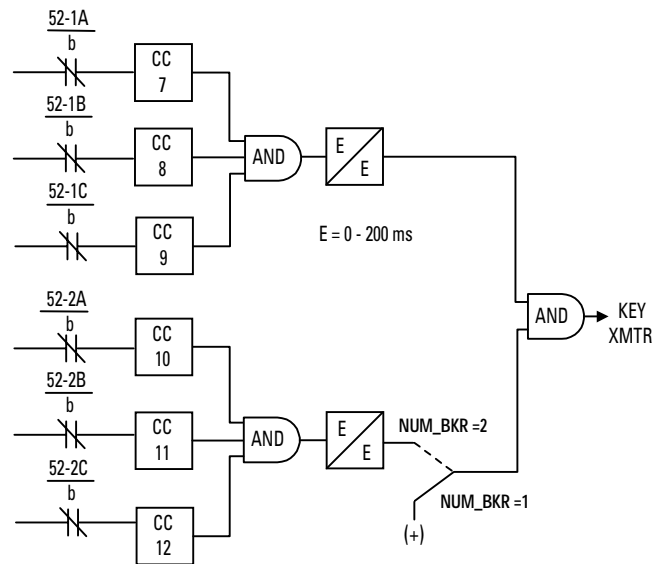 52-1A
b
CC
7
52-1B
b
CC
8
AND
E
E
52-1C
b
CC
9
E = 0 - 200 ms
AND
KEY
XMTR
52-2A
b
CC
10
52-2B
b
CC
11
AND
E
E
NUM_BKR =2
52-2C
b
CC
12
NUM_BKR =1
(+)